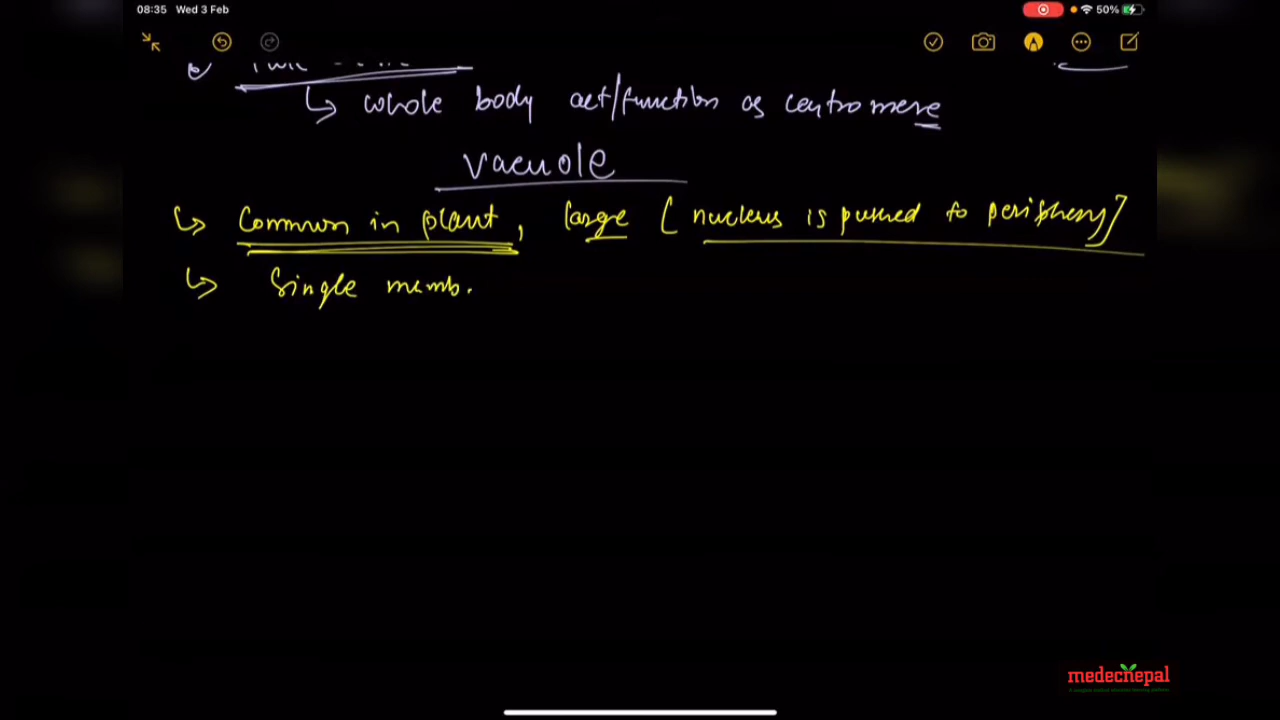 08:35 Wed 3 Feb
50%
↳ whole body act/function as centromere
Vacuole
↳ Common in plant, large [nucleus is pushed to periphery]
↳ Single memb.
medecnepal